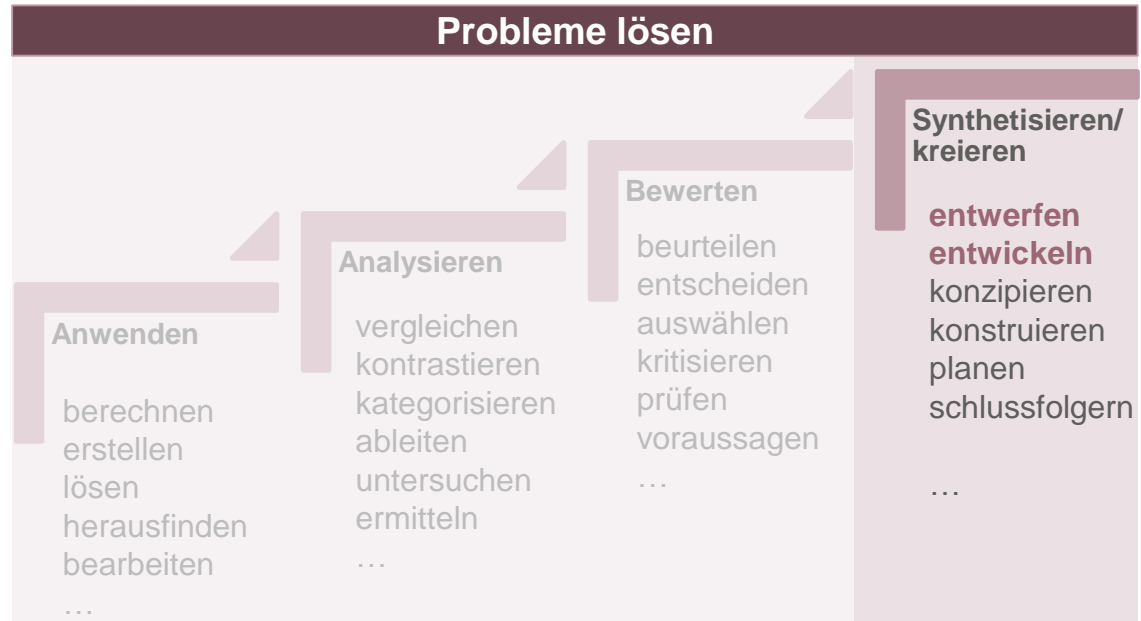 Probleme lösen
Anwenden
berechnen
erstellen
lösen
herausfinden
bearbeiten
…
Analysieren
vergleichen
kontrastieren
kategorisieren
ableiten
untersuchen
ermitteln
…
Bewerten
beurteilen
entscheiden
auswählen
kritisieren
prüfen
voraussagen
…
Synthetisieren/
kreieren
entwerfen
entwickeln
konzipieren
konstruieren
planen
schlussfolgern
…